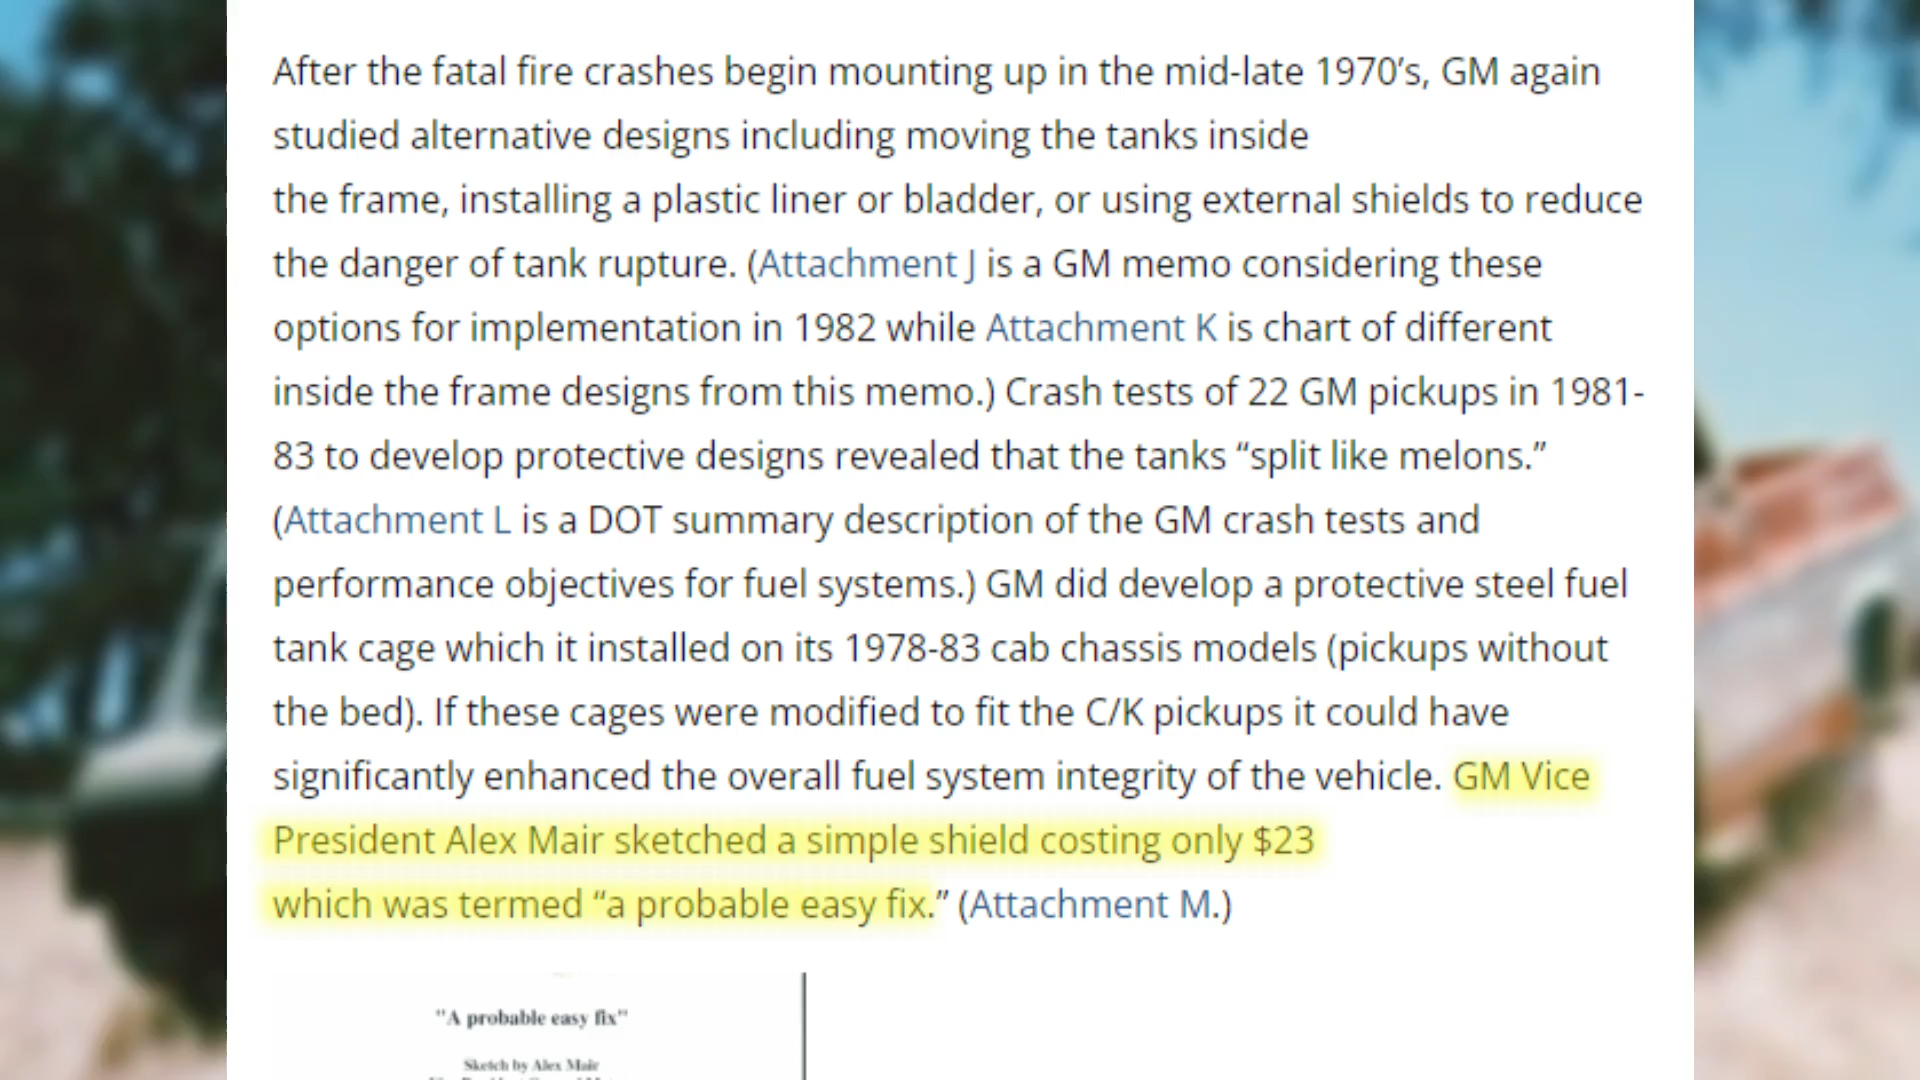 After the fatal fire crashes begin mounting up in the mid-late 1970’s, GM again
studied alternative designs including moving the tanks inside
the frame, installing a plastic liner or bladder, or using external shields to reduce
the danger of tank rupture. (Attachment J is a GM memo considering these
options for implementation in 1982 while Attachment K is chart of different
inside the frame designs from this memo.) Crash tests of 22 GM pickups in 1981-
83 to develop protective designs revealed that the tanks “split like melons.”
(Attachment L is a DOT summary description of the GM crash tests and
performance objectives for fuel systems.) GM did develop a protective steel fuel
tank cage which it installed on its 1978-83 cab chassis models (pickups without
the bed). If these cages were modified to fit the C/K pickups it could have
significantly enhanced the overall fuel system integrity of the vehicle. GM Vice
President Alex Mair sketched a simple shield costing only $23
which was termed “a probable easy fix.” (Attachment M.)
"A probable easy fix"
Sketch by Alex Mair